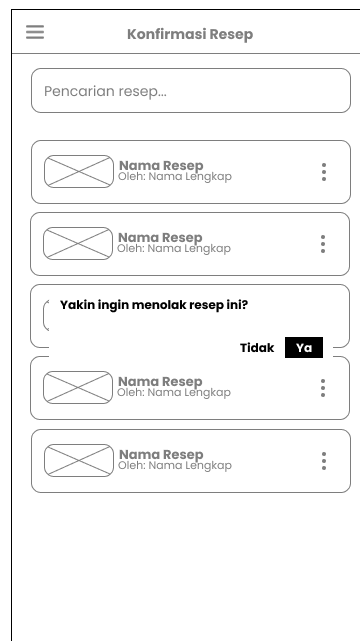 Konfirmasi Resep
Pencarian resep...
Nama Resep
Oleh: Nama Lengkap
Nama Resep
Oleh: Nama Lengkap
Yakin ingin menolak resep ini?
Tidak Ya
Nama Resep
Oleh: Nama Lengkap
Nama Resep
Oleh: Nama Lengkap